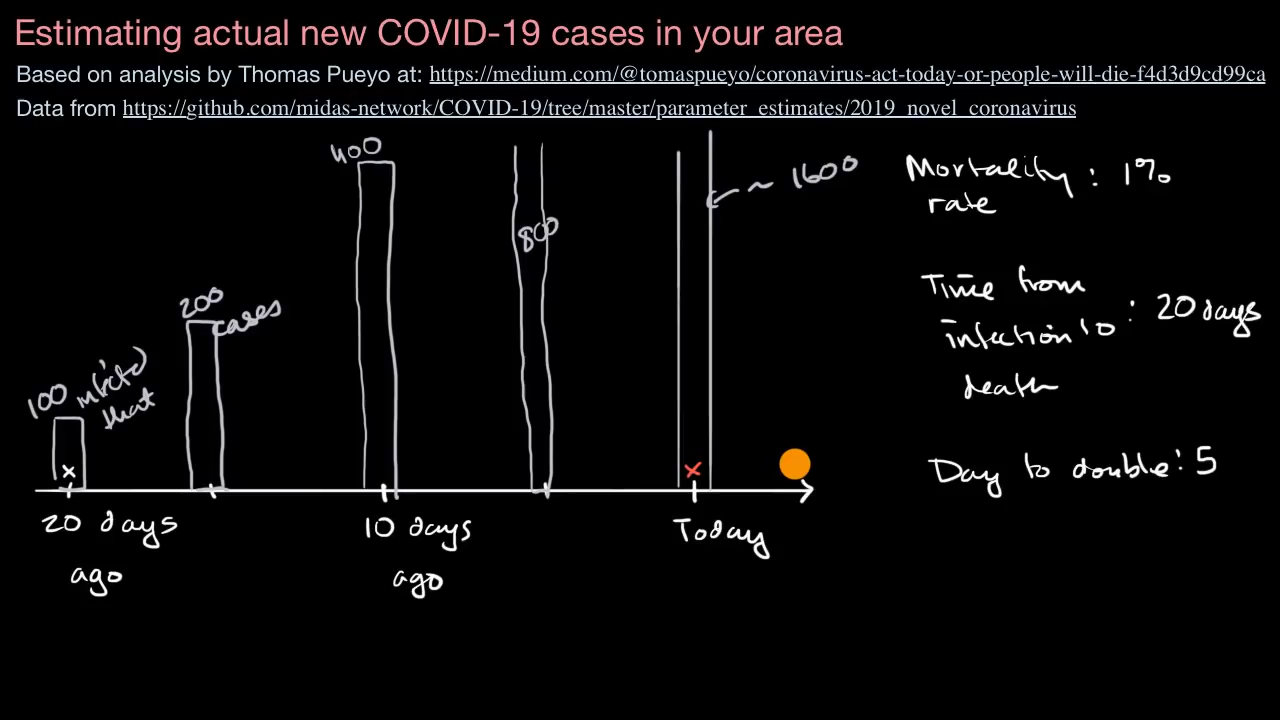 Estimating actual new COVID-19 cases in your area
Based on analysis by Thomas Pueyo at: https://medium.com/@tomaspueyo/coronavirus-act-today-or-people-will-die-f4d3d9cd99ca
Data from https://github.com/midas-network/COVID-19/tree/master/parameter_estimates/2019_novel_coronavirus
100 infected
that
200
cases
400
800
~ 1600
20 days
ago
10 days
ago
Today
Mortality : 1%
rate
Time from
infection to : 20 days
death
Day to double: 5